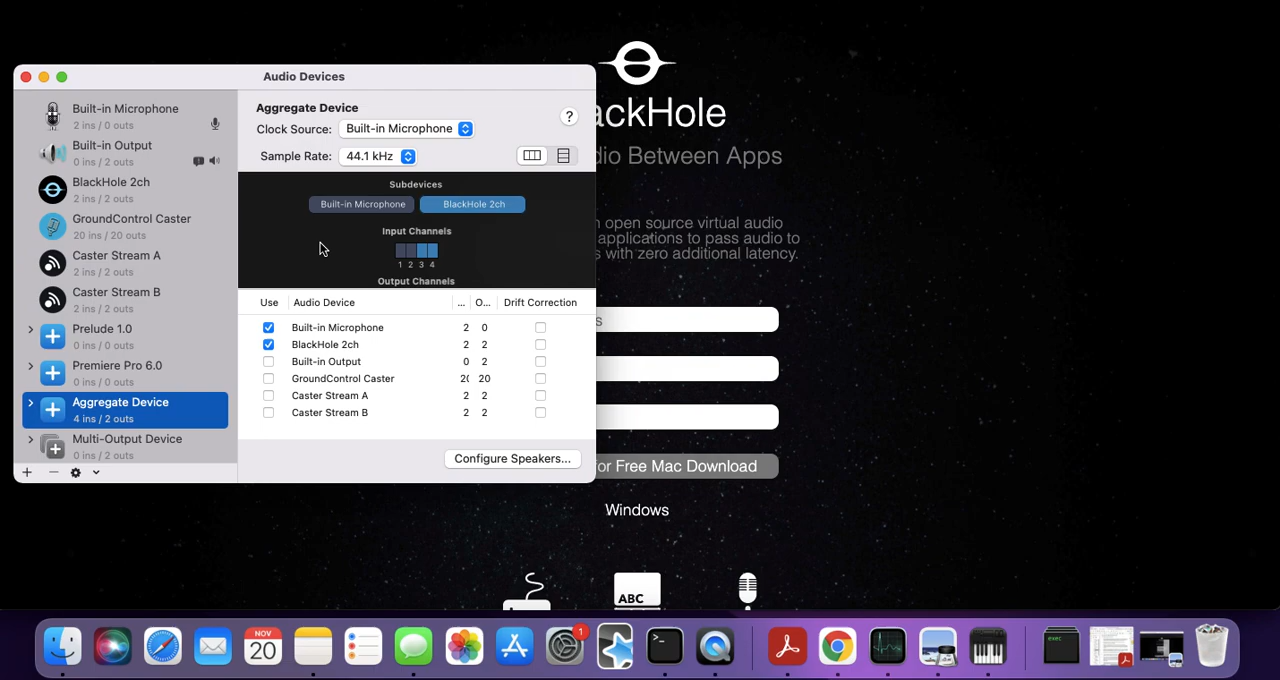 Audio Devices
Built-in Microphone
2 ins / 0 outs
Built-in Output
0 ins / 2 outs
BlackHole 2ch
2 ins / 2 outs
GroundControl Caster
20 ins / 20 outs
Caster Stream A
2 ins / 2 outs
Caster Stream B
2 ins / 2 outs
Prelude 1.0
0 ins / 0 outs
Premiere Pro 6.0
0 ins / 0 outs
Aggregate Device
4 ins / 2 outs
Multi-Output Device
0 ins / 2 outs
Aggregate Device
?
Clock Source: Built-in Microphone
Sample Rate: 44.1 kHz
Subdevices
Built-in Microphone BlackHole 2ch
Input Channels
1 2 3 4
Output Channels
Use Audio Device ... O... Drift Correction
Built-in Microphone 2 0
BlackHole 2ch 2 2
Built-in Output 0 2
GroundControl Caster 20 20
Caster Stream A 2 2
Caster Stream B 2 2
Configure Speakers...
ackHole
dio Between Apps
n open source virtual audio
applications to pass audio to
s with zero additional latency.
s
or Free Mac Download
Windows
ABC
NOV
20
1
>_
exec